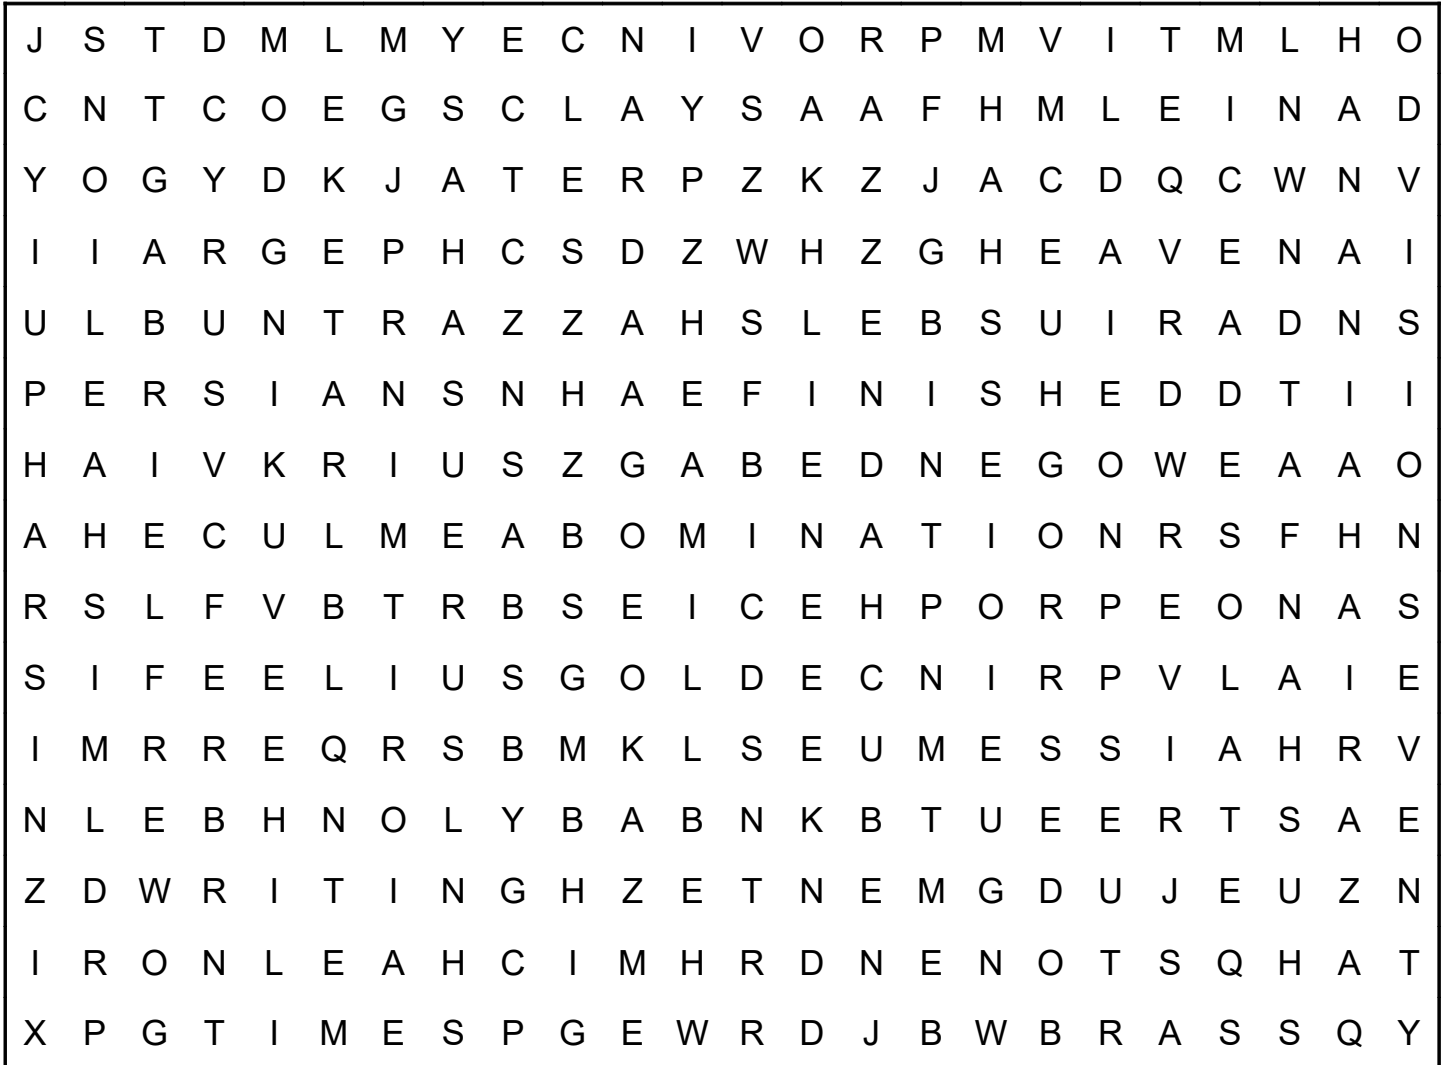 J S T D M L M Y E C N I V O R P M V I T M L H O
C N T C O E G S C L A Y S A A F H M L E I N A D
Y O G Y D K J A T E R P Z K Z J A C D Q C W N V
I I A R G E P H C S D Z W H Z G H E A V E N A I
U L B U N T R A Z Z A H S L E B S U I R A D N S
P E R S I A N S N H A E F I N I S H E D D T I I
H A I V K R I U S Z G A B E D N E G O W E A A O
A H E C U L M E A B O M I N A T I O N R S F H N
R S L F V B T R B S E I C E H P O R P E O N A S
S I F E E L I U S G O L D E C N I R P V L A I E
I M R R E Q R S B M K L S E U M E S S I A H R V
N L E B H N O L Y B A B N K B T U E E R T S A E
Z D W R I T I N G H Z E T N E M G D U J E U Z N
I R O N L E A H C I M H R D N E N O T S Q H A T
X P G T I M E S P G E W R D J B W B R A S S Q Y